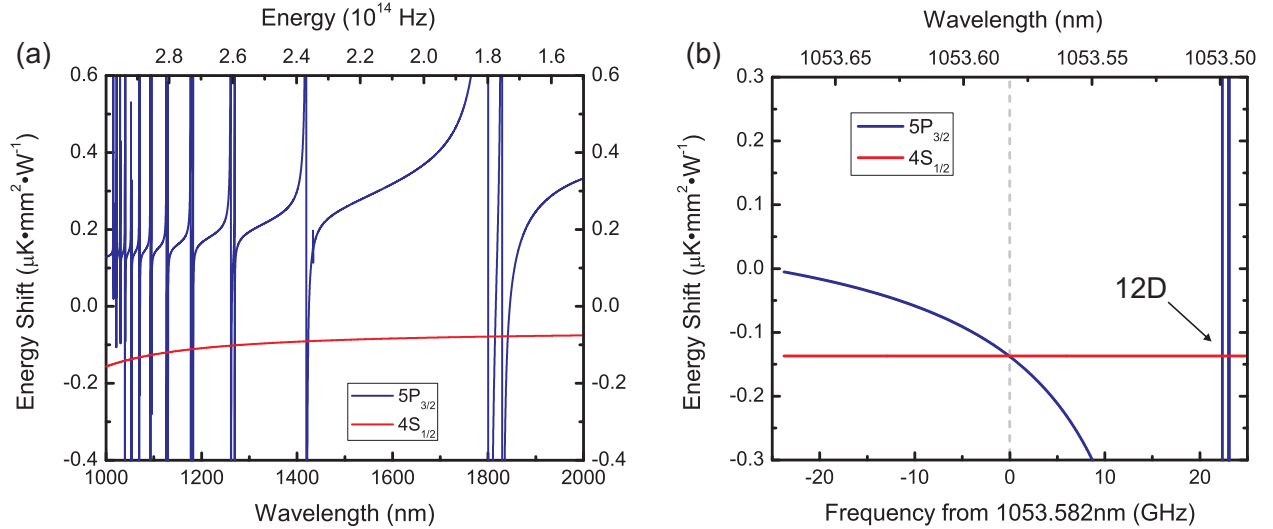 Energy (10¹⁴ Hz)
(a)
2.8 2.6 2.4 2.2 2.0 1.8 1.6
Energy Shift (μK•mm²•W⁻¹)
0.6 0.6
0.4 0.4
0.2 0.2
0.0 0.0
-0.2 -0.2
-0.4 -0.4
5P3/2
4S1/2
1000 1200 1400 1600 1800 2000
Wavelength (nm)
Wavelength (nm)
(b)
1053.65 1053.60 1053.55 1053.50
Energy Shift (μK•mm²•W⁻¹)
0.3
0.2
0.1
0.0
-0.1
-0.2
-0.3
5P3/2
4S1/2
12D
-20 -10 0 10 20
Frequency from 1053.582nm (GHz)